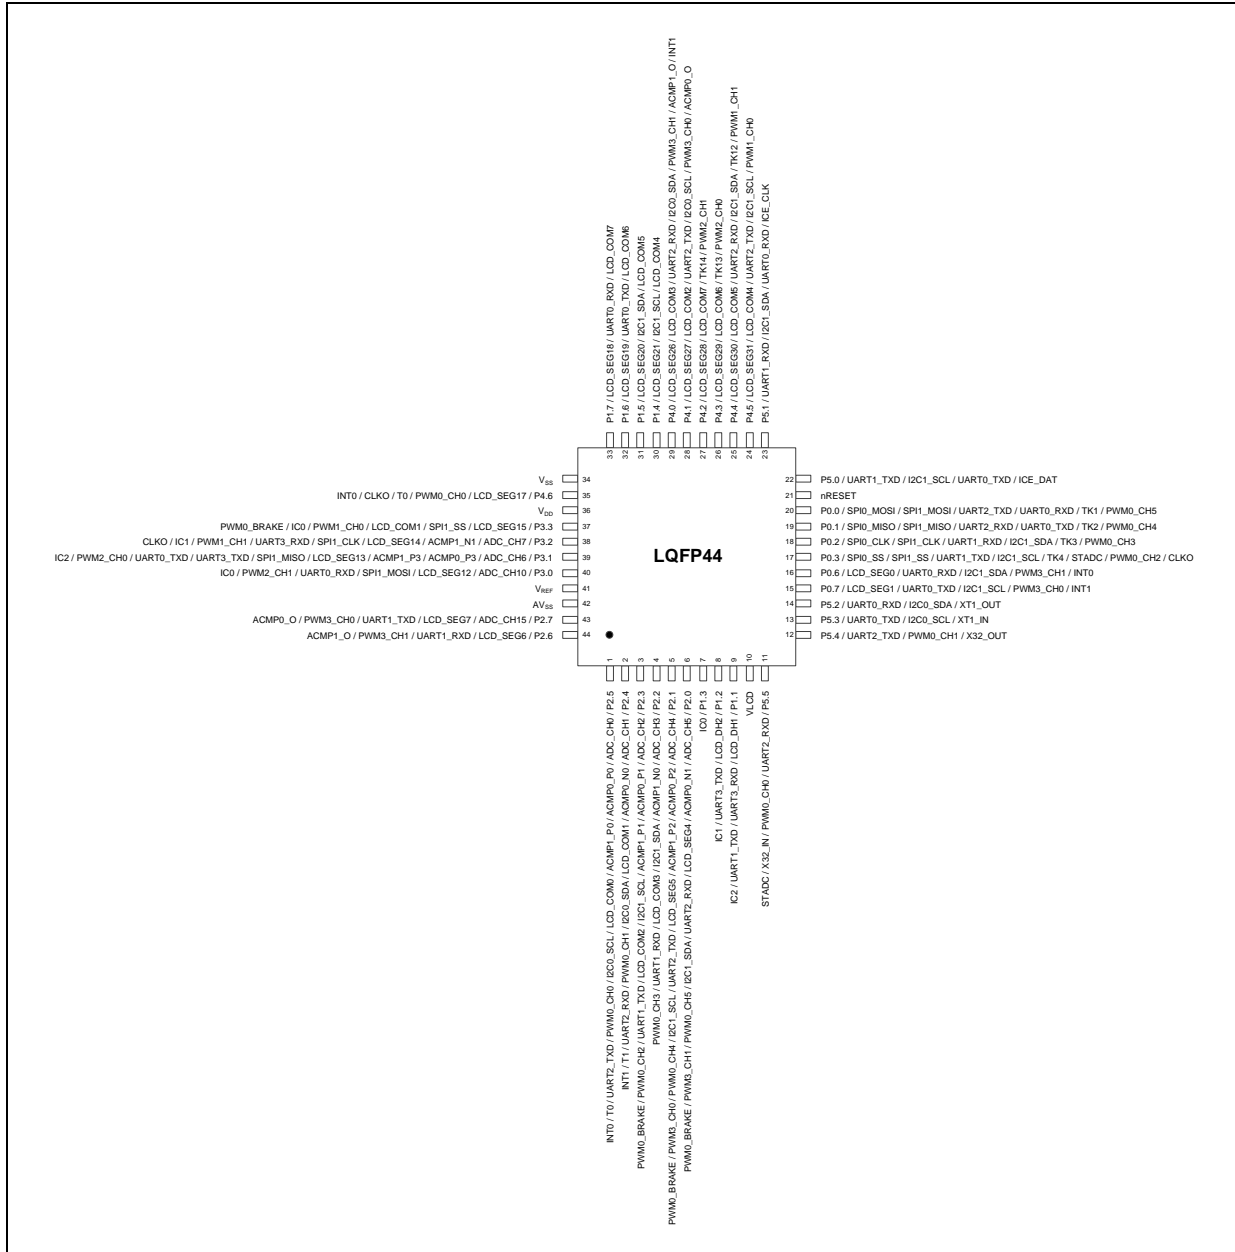 P1.7 / LCD_SEG18 / UART0_RXD / LCD_COM7
P1.6 / LCD_SEG19 / UART0_TXD / LCD_COM6
P1.5 / LCD_SEG20 / I2C1_SDA / LCD_COM5
P1.4 / LCD_SEG21 / I2C1_SCL / LCD_COM4
P4.0 / LCD_SEG26 / LCD_COM3 / UART2_RXD / I2C0_SDA / PWM3_CH1 / ACMP1_O / INT1
P4.1 / LCD_SEG27 / LCD_COM2 / UART2_TXD / I2C0_SCL / PWM3_CH0 / ACMP0_O
P4.2 / LCD_SEG28 / LCD_COM7 / TK14 / PWM2_CH1
P4.3 / LCD_SEG29 / LCD_COM6 / TK13 / PWM2_CH0
P4.4 / LCD_SEG30 / LCD_COM5 / UART2_RXD / I2C1_SDA / TK12 / PWM1_CH1
P4.5 / LCD_SEG31 / LCD_COM4 / UART2_TXD / I2C1_SCL / PWM1_CH0
P5.1 / UART1_RXD / I2C1_SDA / UART0_RXD / ICE_CLK
33
32
31
30
29
28
27
26
25
24
23
VSS 34
INT0 / CLKO / T0 / PWM0_CH0 / LCD_SEG17 / P4.6 35
VDD 36
PWM0_BRAKE / IC0 / PWM1_CH0 / LCD_COM1 / SPI1_SS / LCD_SEG15 / P3.3 37
CLKO / IC1 / PWM1_CH1 / UART3_RXD / SPI1_CLK / LCD_SEG14 / ACMP1_N1 / ADC_CH7 / P3.2 38
IC2 / PWM2_CH0 / UART0_TXD / UART3_TXD / SPI1_MISO / LCD_SEG13 / ACMP1_P3 / ACMP0_P3 / ADC_CH6 / P3.1 39
IC0 / PWM2_CH1 / UART0_RXD / SPI1_MOSI / LCD_SEG12 / ADC_CH10 / P3.0 40
VREF 41
AVSS 42
ACMP0_O / PWM3_CH0 / UART1_TXD / LCD_SEG7 / ADC_CH15 / P2.7 43
ACMP1_O / PWM3_CH1 / UART1_RXD / LCD_SEG6 / P2.6 44
LQFP44
22 P5.0 / UART1_TXD / I2C1_SCL / UART0_TXD / ICE_DAT
21 nRESET
20 P0.0 / SPI0_MOSI / SPI1_MOSI / UART2_TXD / UART0_RXD / TK1 / PWM0_CH5
19 P0.1 / SPI0_MISO / SPI1_MISO / UART2_RXD / UART0_TXD / TK2 / PWM0_CH4
18 P0.2 / SPI0_CLK / SPI1_CLK / UART1_RXD / I2C1_SDA / TK3 / PWM0_CH3
17 P0.3 / SPI0_SS / SPI1_SS / UART1_TXD / I2C1_SCL / TK4 / STADC / PWM0_CH2 / CLKO
16 P0.6 / LCD_SEG0 / UART0_RXD / I2C1_SDA / PWM3_CH1 / INT0
15 P0.7 / LCD_SEG1 / UART0_TXD / I2C1_SCL / PWM3_CH0 / INT1
14 P5.2 / UART0_RXD / I2C0_SDA / XT1_OUT
13 P5.3 / UART0_TXD / I2C0_SCL / XT1_IN
12 P5.4 / UART2_TXD / PWM0_CH1 / X32_OUT
1
2
3
4
5
6
7
8
9
10
11
INT0 / T0 / UART2_TXD / PWM0_CH0 / I2C0_SCL / LCD_COM0 / ACMP1_P0 / ACMP0_P0 / ADC_CH0 / P2.5
INT1 / T1 / UART2_RXD / PWM0_CH1 / I2C0_SDA / LCD_COM1 / ACMP0_N0 / ADC_CH1 / P2.4
PWM0_BRAKE / PWM0_CH2 / UART1_TXD / LCD_COM2 / I2C1_SCL / ACMP1_P1 / ACMP0_P1 / ADC_CH2 / P2.3
PWM0_CH3 / UART1_RXD / LCD_COM3 / I2C1_SDA / ACMP1_N0 / ADC_CH3 / P2.2
PWM0_BRAKE / PWM3_CH0 / PWM0_CH4 / I2C1_SCL / UART2_TXD / LCD_SEG5 / ACMP1_P2 / ACMP0_P2 / ADC_CH4 / P2.1
PWM0_BRAKE / PWM3_CH1 / PWM0_CH5 / I2C1_SDA / UART2_RXD / LCD_SEG4 / ACMP0_N1 / ADC_CH5 / P2.0
IC0 / P1.3
IC1 / UART3_TXD / LCD_DH2 / P1.2
IC2 / UART1_TXD / UART3_RXD / LCD_DH1 / P1.1
VLCD
STADC / X32_IN / PWM0_CH0 / UART2_RXD / P5.5